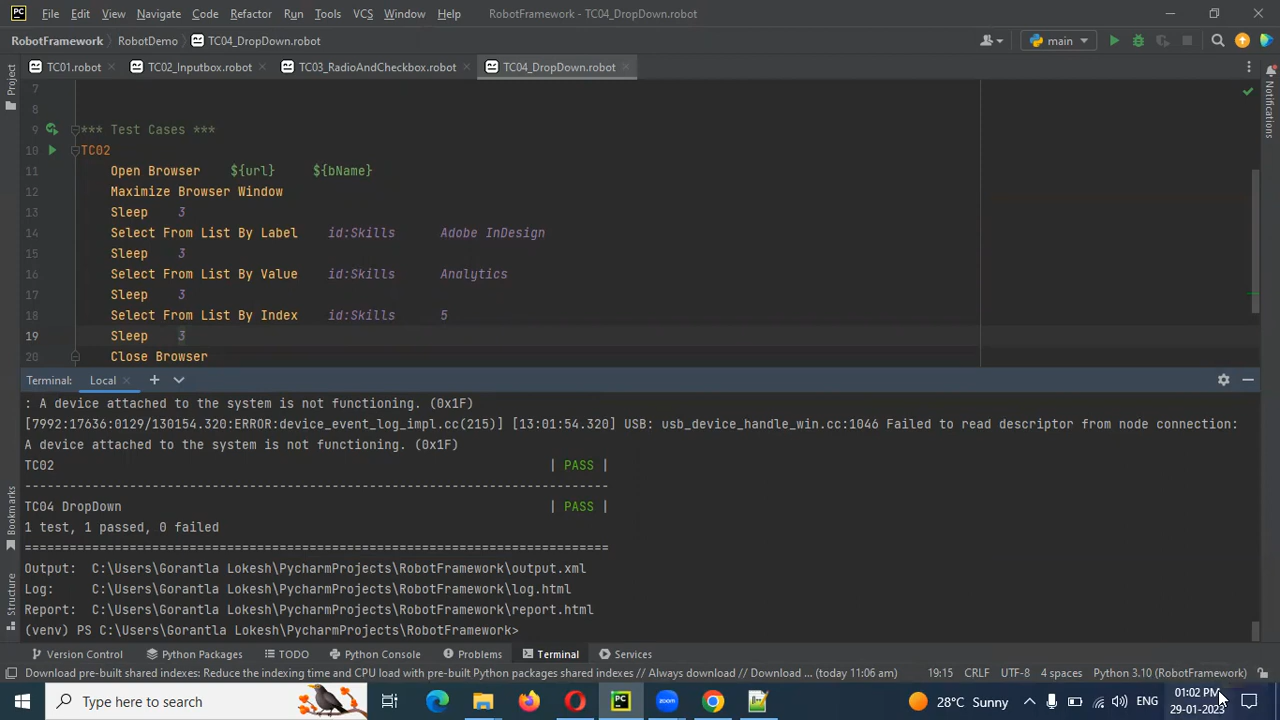 File Edit View Navigate Code Refactor Run Tools VCS Window Help RobotFramework - TC04_DropDown.robot
RobotFramework RobotDemo TC04_DropDown.robot main
TC01.robot TC02_Inputbox.robot TC03_RadioAndCheckbox.robot TC04_DropDown.robot
Project
Notifications
7
8
9 *** Test Cases ***
10 TC02
11 Open Browser ${url} ${bName}
12 Maximize Browser Window
13 Sleep 3
14 Select From List By Label id:Skills Adobe InDesign
15 Sleep 3
16 Select From List By Value id:Skills Analytics
17 Sleep 3
18 Select From List By Index id:Skills 5
19 Sleep 3
20 Close Browser
Terminal: Local
: A device attached to the system is not functioning. (0x1F)
[7992:17636:0129/130154.320:ERROR:device_event_log_impl.cc(215)] [13:01:54.320] USB: usb_device_handle_win.cc:1046 Failed to read descriptor from node connection:
A device attached to the system is not functioning. (0x1F)
TC02 | PASS |
------------------------------------------------------------------------------
TC04 DropDown | PASS |
1 test, 1 passed, 0 failed
==============================================================================
Output: C:\Users\Gorantla Lokesh\PycharmProjects\RobotFramework\output.xml
Log: C:\Users\Gorantla Lokesh\PycharmProjects\RobotFramework\log.html
Report: C:\Users\Gorantla Lokesh\PycharmProjects\RobotFramework\report.html
(venv) PS C:\Users\Gorantla Lokesh\PycharmProjects\RobotFramework>
Bookmarks
Structure
Version Control Python Packages TODO Python Console Problems Terminal Services
Download pre-built shared indexes: Reduce the indexing time and CPU load with pre-built Python packages shared indexes // Always download // Download ... (today 11:06 am) 19:15 CRLF UTF-8 4 spaces Python 3.10 (RobotFramework)
Type here to search 28°C Sunny ENG 01:02 PM
29-01-2023